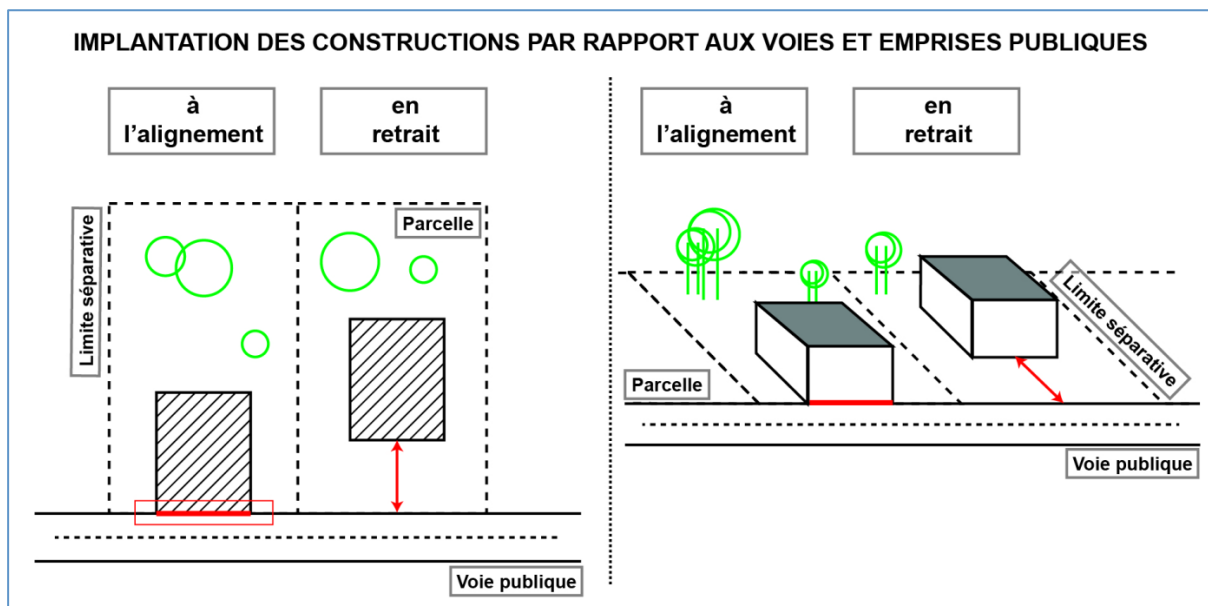 IMPLANTATION DES CONSTRUCTIONS PAR RAPPORT AUX VOIES ET EMPRISES PUBLIQUES
à
l'alignement
en
retrait
Limite séparative
Parcelle
Voie publique
à
l'alignement
en
retrait
Limite séparative
Parcelle
Voie publique